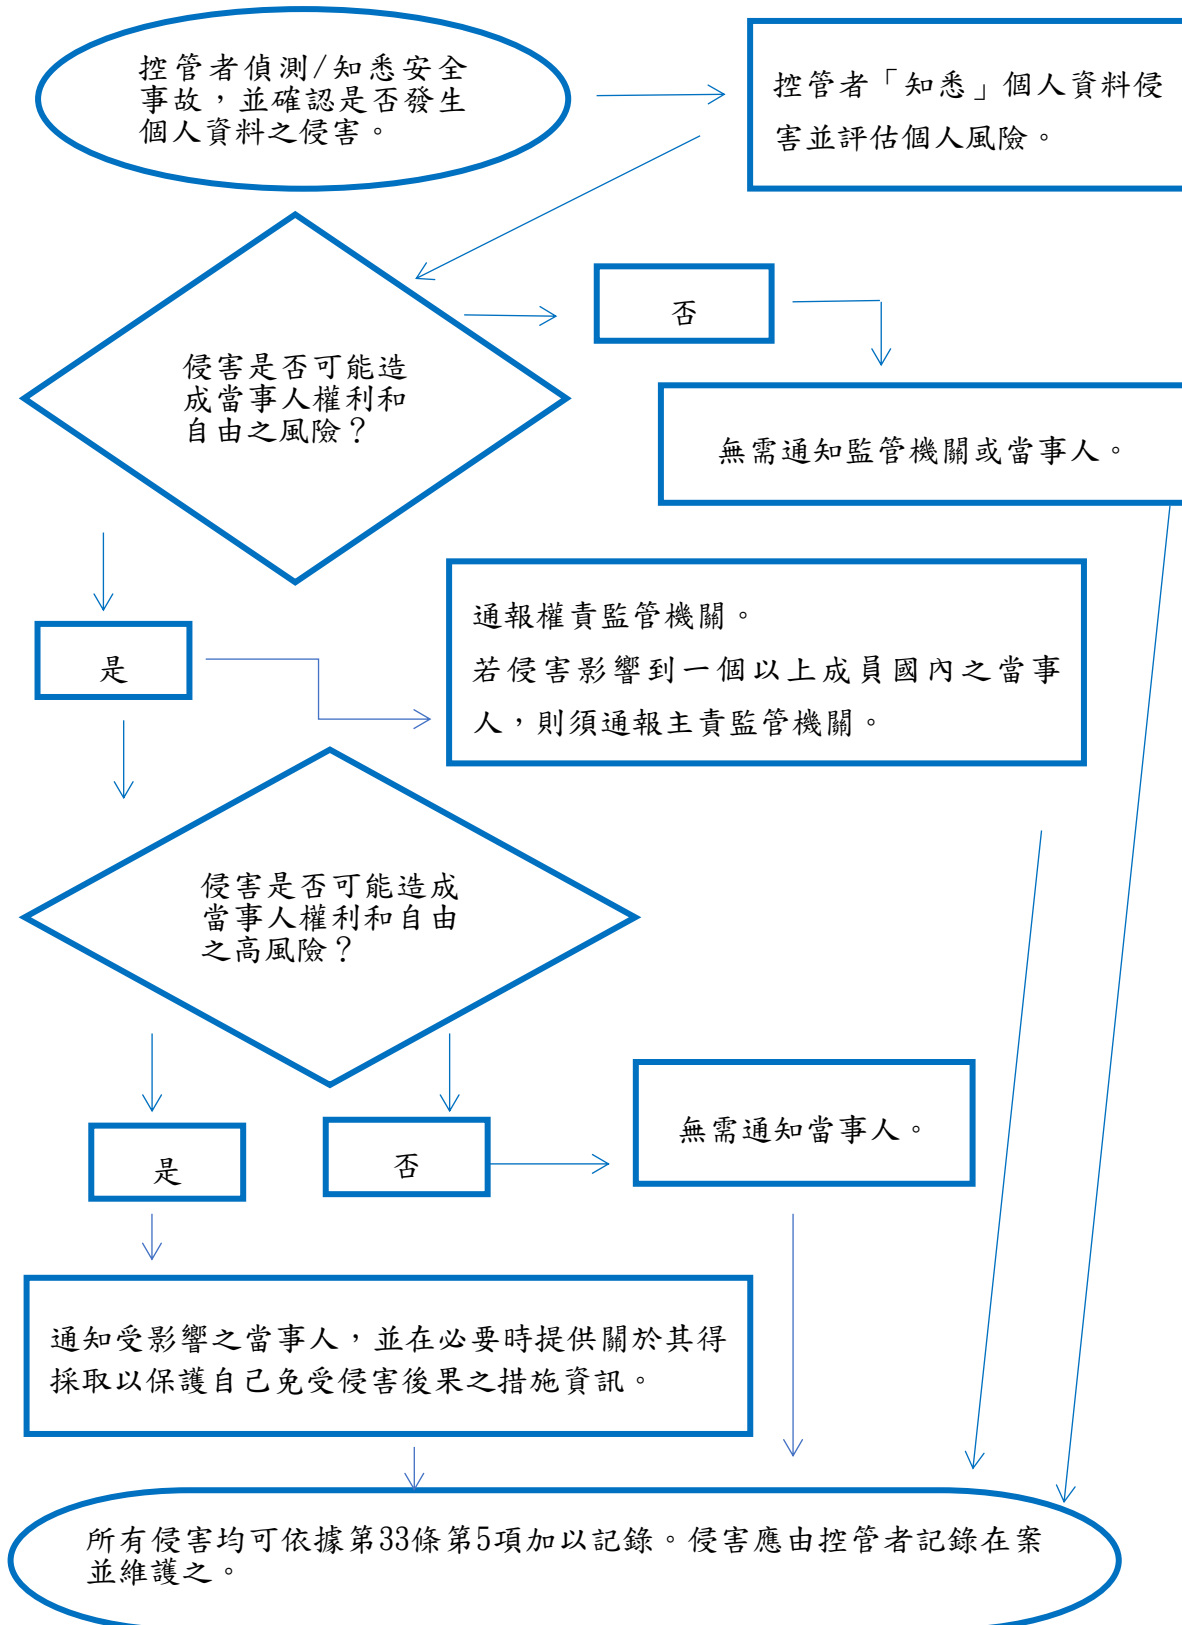 控管者偵測/知悉安全
事故，並確認是否發生
個人資料之侵害。
控管者「知悉」個人資料侵
害並評估個人風險。
侵害是否可能造
成當事人權利和
自由之風險？
否
無需通知監管機關或當事人。
是
通報權責監管機關。
若侵害影響到一個以上成員國內之當事
人，則須通報主責監管機關。
侵害是否可能造成
當事人權利和自由
之高風險？
是
否
無需通知當事人。
通知受影響之當事人，並在必要時提供關於其得
採取以保護自己免受侵害後果之措施資訊。
所有侵害均可依據第33條第5項加以記錄。侵害應由控管者記錄在案
並維護之。